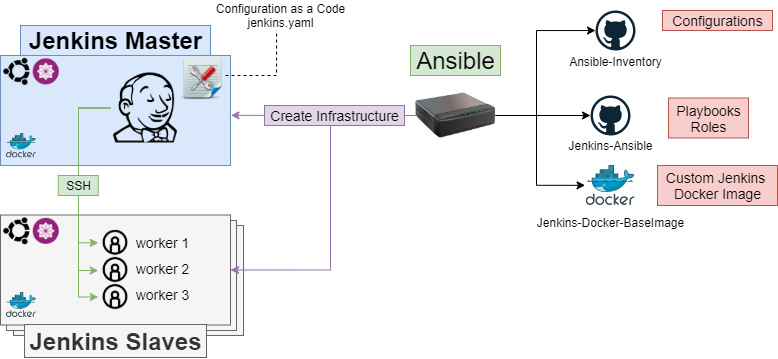 Configuration as a Code
jenkins.yaml
Jenkins Master
docker
SSH
worker 1
worker 2
worker 3
docker
Jenkins Slaves
Create Infrastructure
Ansible
Ansible-Inventory
Configurations
Jenkins-Ansible
Playbooks
Roles
docker
Jenkins-Docker-BaseImage
Custom Jenkins
Docker Image